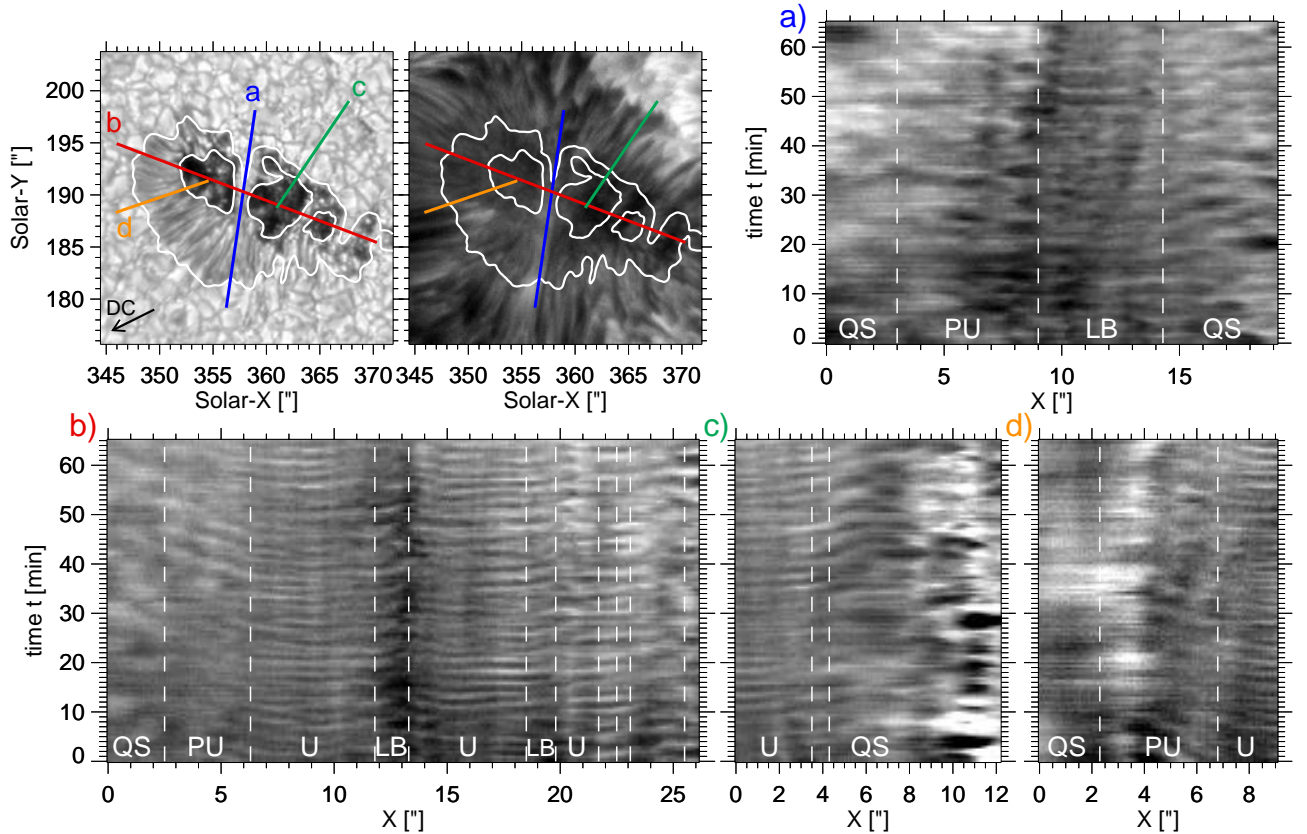 a)
a
b
c
d
DC
200
195
190
185
180
Solar-Y ["]
345 350 355 360 365 370
345 350 355 360 365 370
Solar-X ["]
Solar-X ["]
60
50
40
30
20
10
0
time t [min]
QS PU LB QS
0 5 10 15
X ["]
b)
60
50
40
30
20
10
0
time t [min]
QS PU U LB U LB U
0 5 10 15 20 25
X ["]
c)
U QS
0 2 4 6 8 10 12
X ["]
d)
QS PU U
0 2 4 6 8
X ["]